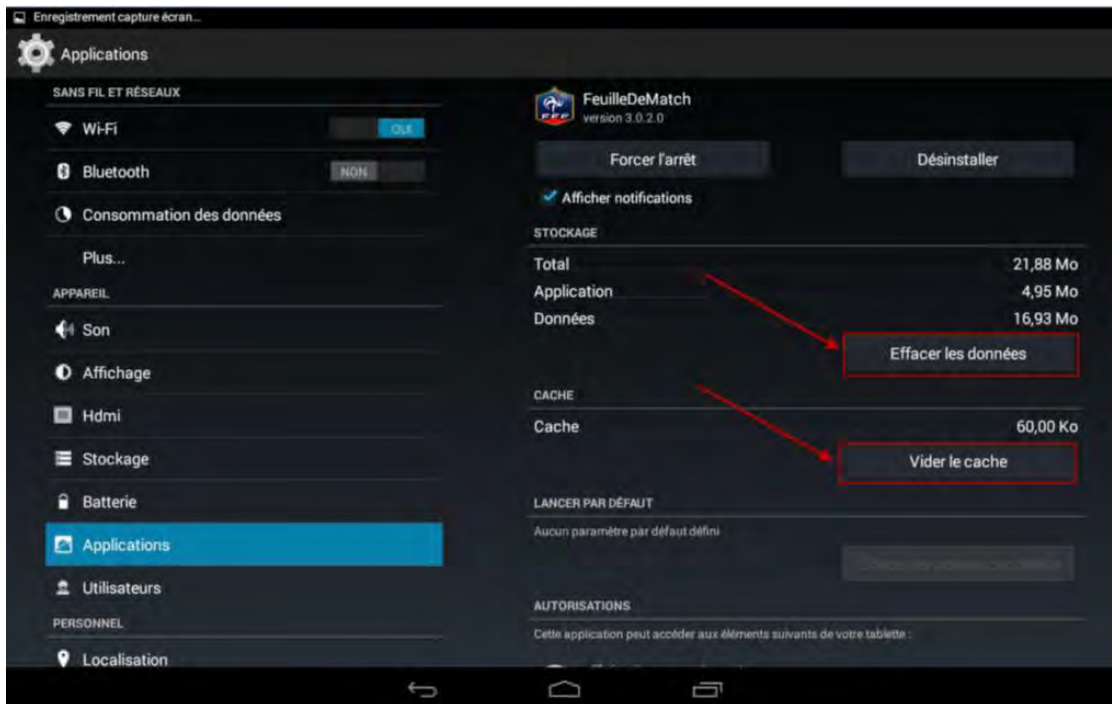 Enregistrement capture écran...
Applications
SANS FIL ET RÉSEAUX
Wi-Fi
OUI
Bluetooth
NON
Consommation des données
Plus...
APPAREIL
Son
Affichage
Hdmi
Stockage
Batterie
Applications
Utilisateurs
PERSONNEL
Localisation
FeuilleDeMatch
FFF
version 3.0.2.0
Forcer l'arrêt
Désinstaller
Afficher notifications
STOCKAGE
Total 21,88 Mo
Application 4,95 Mo
Données 16,93 Mo
Effacer les données
CACHE
Cache 60,00 Ko
Vider le cache
LANCER PAR DÉFAUT
Aucun paramètre par défaut défini
AUTORISATIONS
Cette application peut accéder aux éléments suivants de votre tablette :